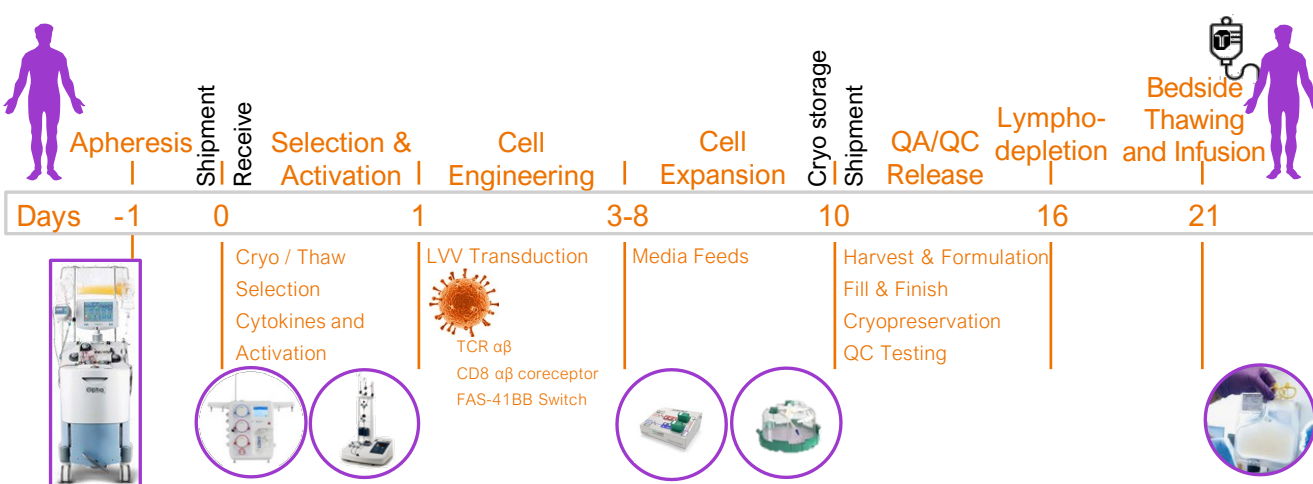 Apheresis
Shipment
Receive
Selection &
Activation
Cell
Engineering
Cell
Expansion
Cryo storage
Shipment
QA/QC
Release
Lympho-
depletion
Bedside
Thawing
and Infusion
Days -1 0 1 3-8 10 16 21
Cryo / Thaw
Selection
Cytokines and
Activation
LVV Transduction
TCR αβ
CD8 αβ coreceptor
FAS-41BB Switch
Media Feeds
Harvest & Formulation
Fill & Finish
Cryopreservation
QC Testing